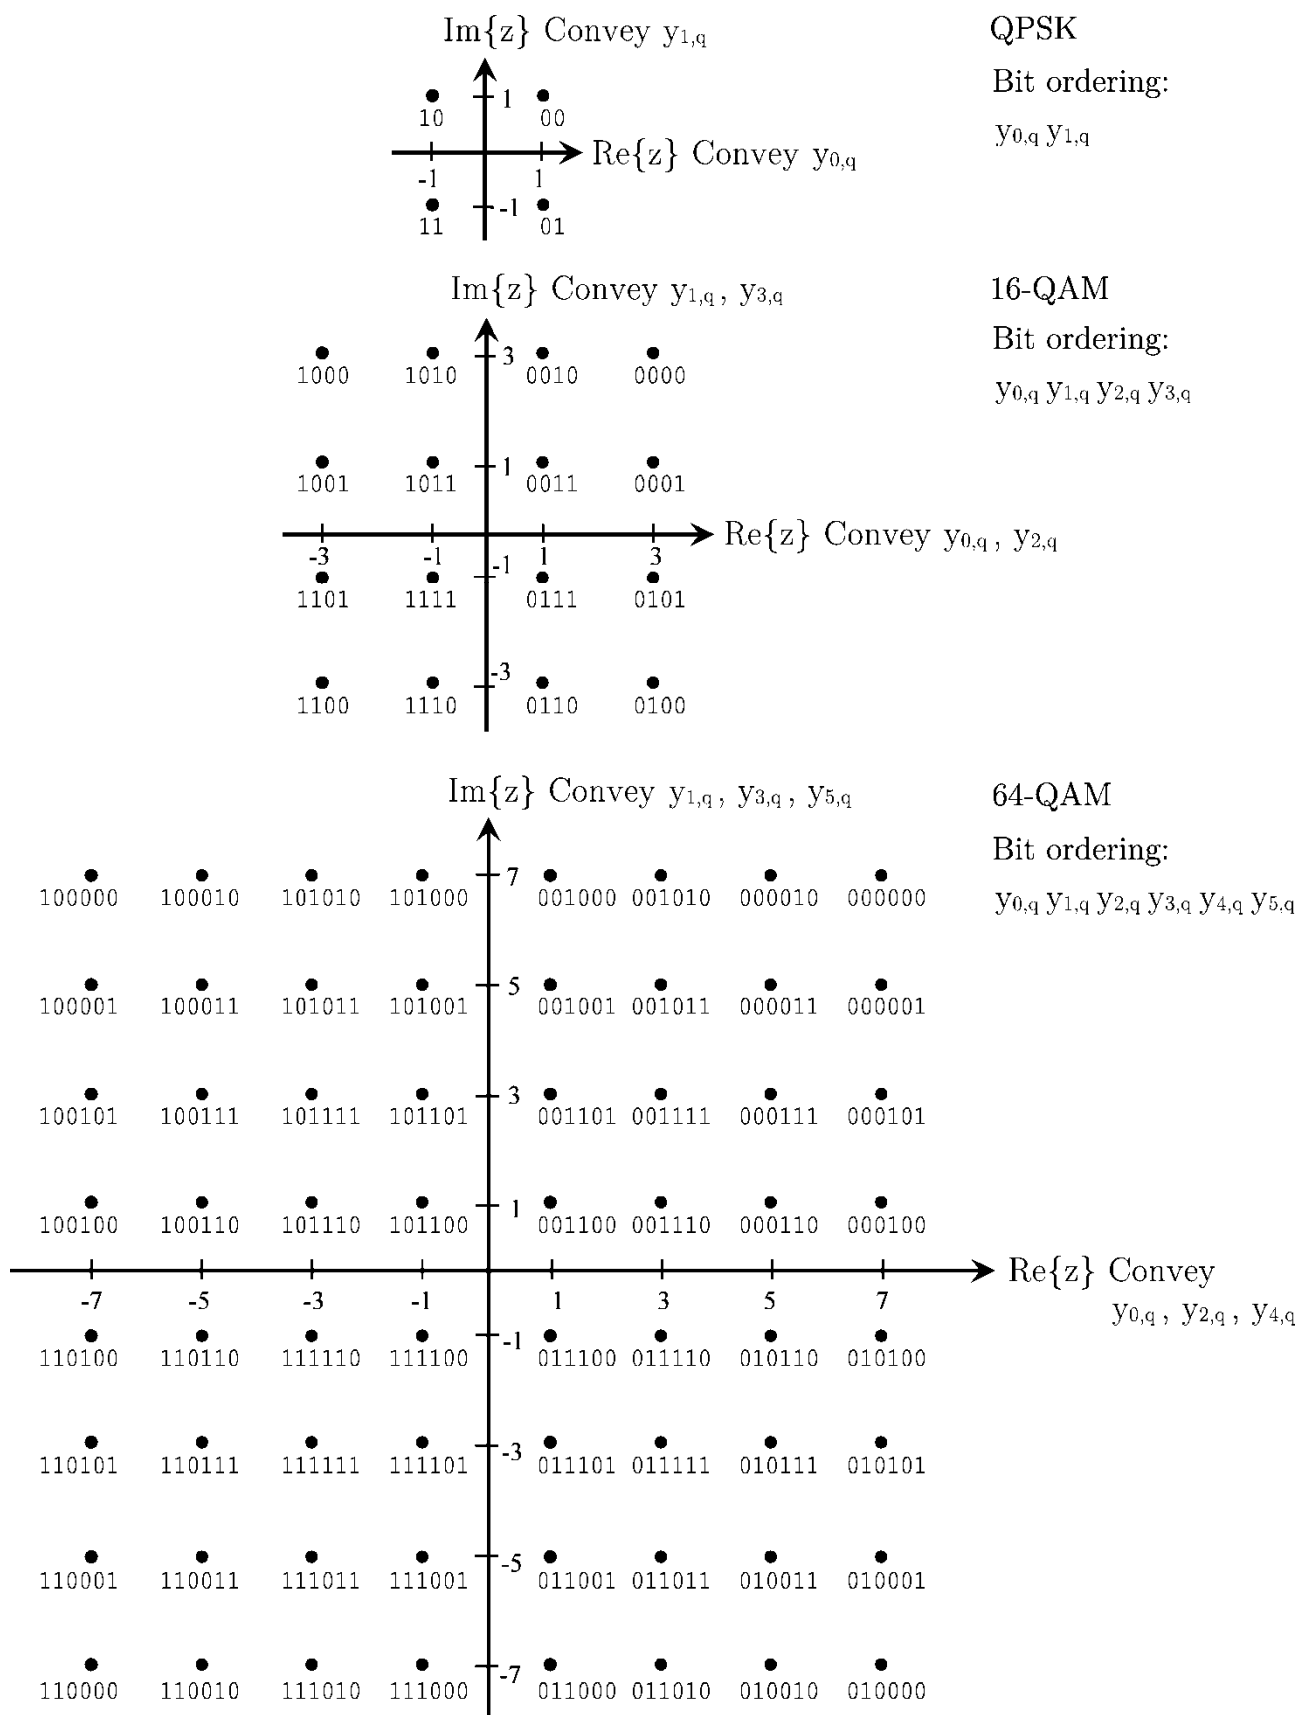 Im{z} Convey y1,q
QPSK
Bit ordering:
y0,q y1,q
1
10 00
Re{z} Convey y0,q
-1 1
-1
11 01
Im{z} Convey y1,q , y3,q
16-QAM
Bit ordering:
y0,q y1,q y2,q y3,q
3
1000 1010 0010 0000
1
1001 1011 0011 0001
Re{z} Convey y0,q , y2,q
-3 -1 1 3
-1
1101 1111 0111 0101
-3
1100 1110 0110 0100
Im{z} Convey y1,q , y3,q , y5,q
64-QAM
Bit ordering:
y0,q y1,q y2,q y3,q y4,q y5,q
7
100000 100010 101010 101000 001000 001010 000010 000000
5
100001 100011 101011 101001 001001 001011 000011 000001
3
100101 100111 101111 101101 001101 001111 000111 000101
1
100100 100110 101110 101100 001100 001110 000110 000100
Re{z} Convey
y0,q , y2,q , y4,q
-7 -5 -3 -1 1 3 5 7
-1
110100 110110 111110 111100 011100 011110 010110 010100
-3
110101 110111 111111 111101 011101 011111 010111 010101
-5
110001 110011 111011 111001 011001 011011 010011 010001
-7
110000 110010 111010 111000 011000 011010 010010 010000